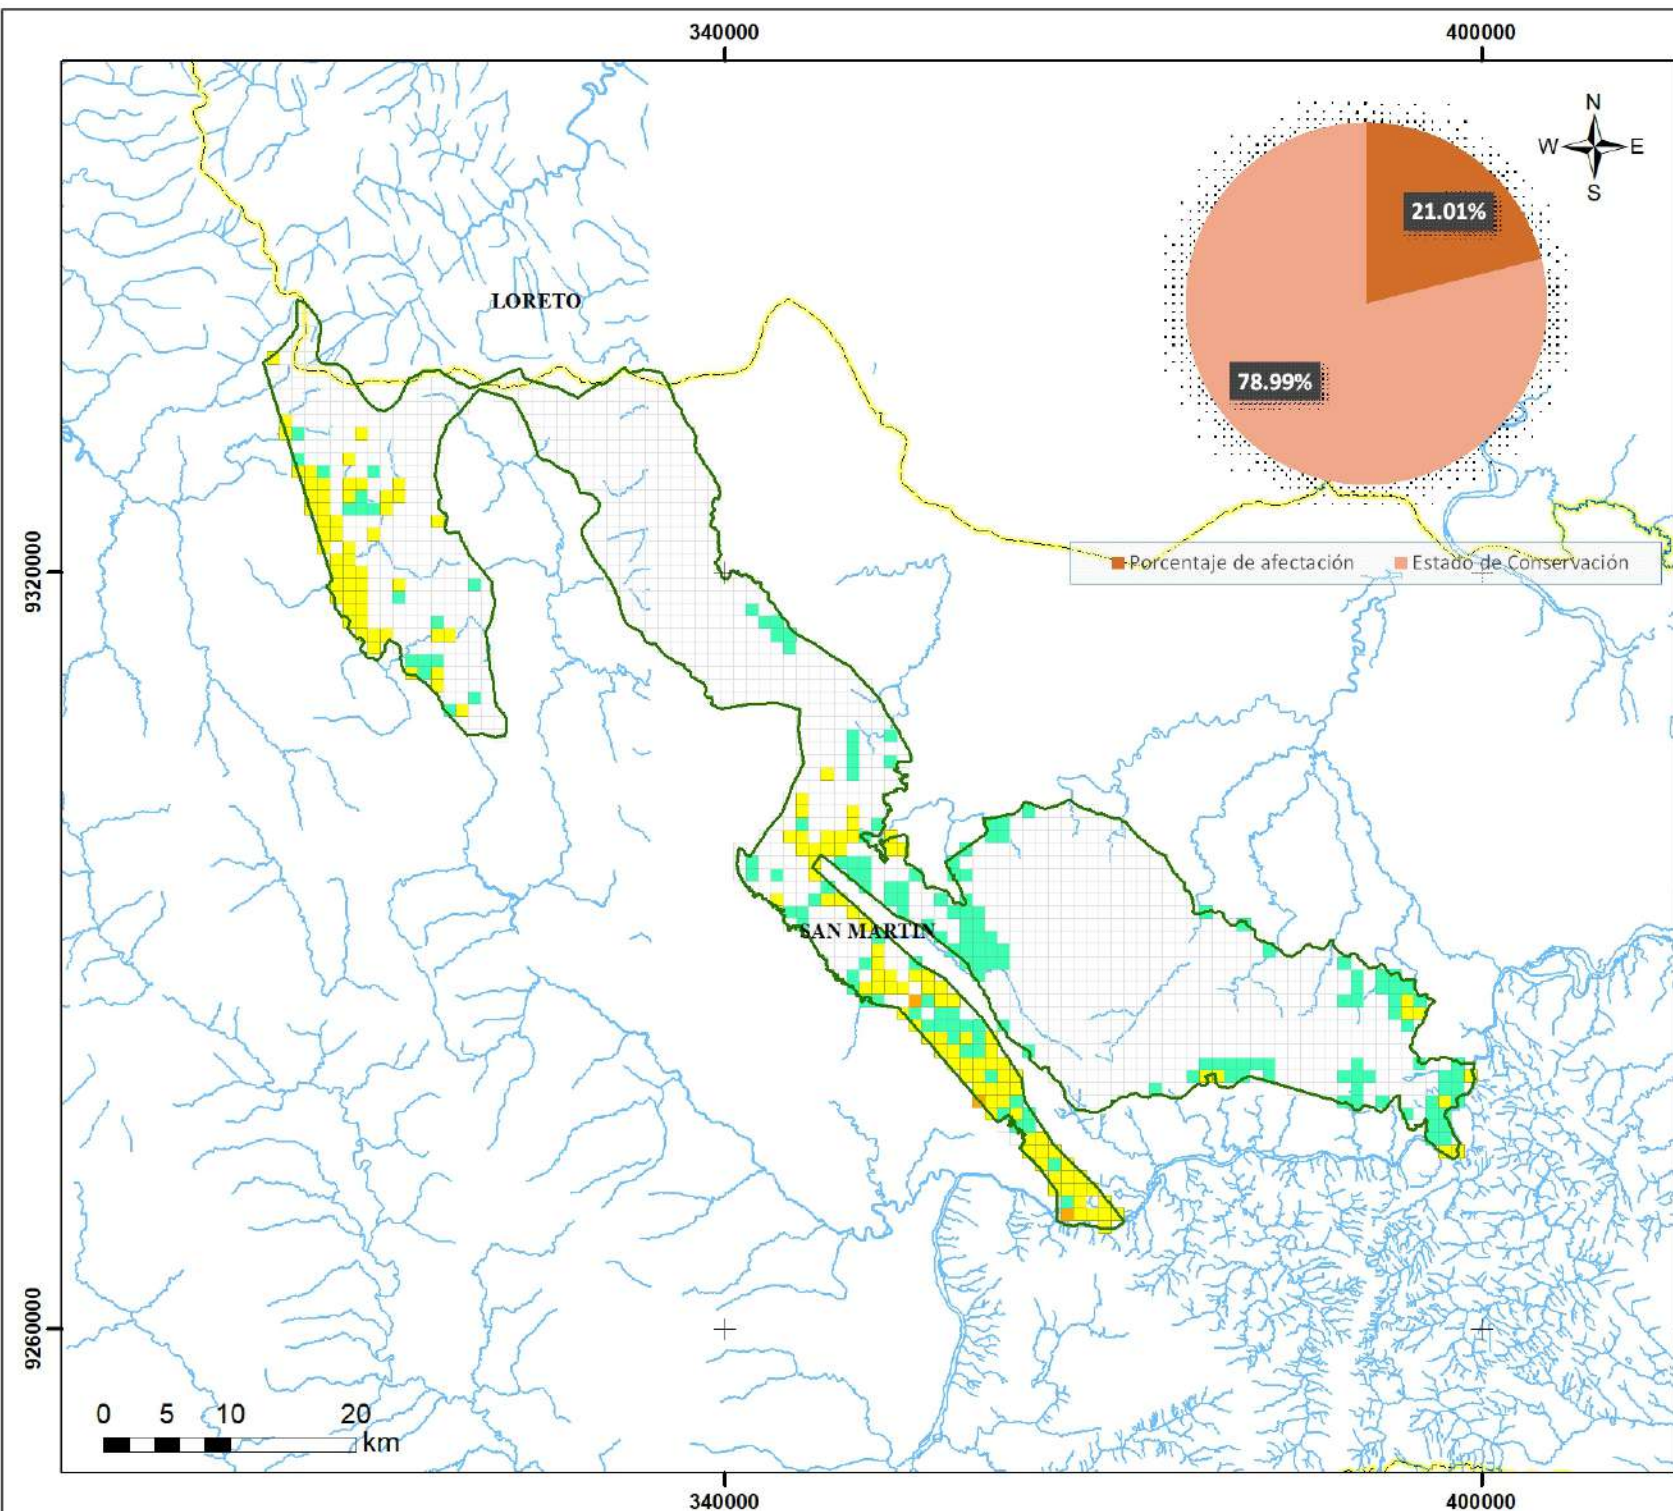 340000 400000
N
W E
S
21.01%
LORETO
78.99%
Porcentaje de afectación Estado de Conservación
9320000
SAN MARTIN
9260000
0 5 10 20
km
340000 400000